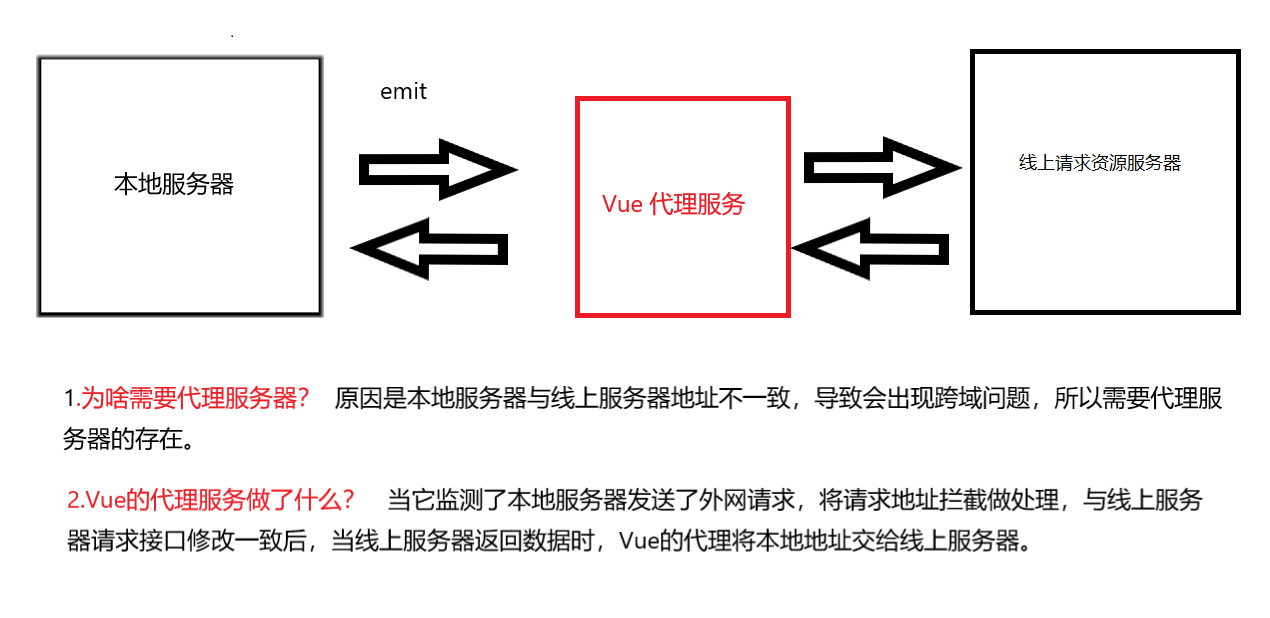 emit
本地服务器
Vue 代理服务
线上请求资源服务器
1.为啥需要代理服务器? 原因是本地服务器与线上服务器地址不一致，导致会出现跨域问题，所以需要代理服
务器的存在。
2.Vue的代理服务做了什么? 当它监测了本地服务器发送了外网请求，将请求地址拦截做处理，与线上服务
器请求接口修改一致后，当线上服务器返回数据时，Vue的代理将本地地址交给线上服务器。